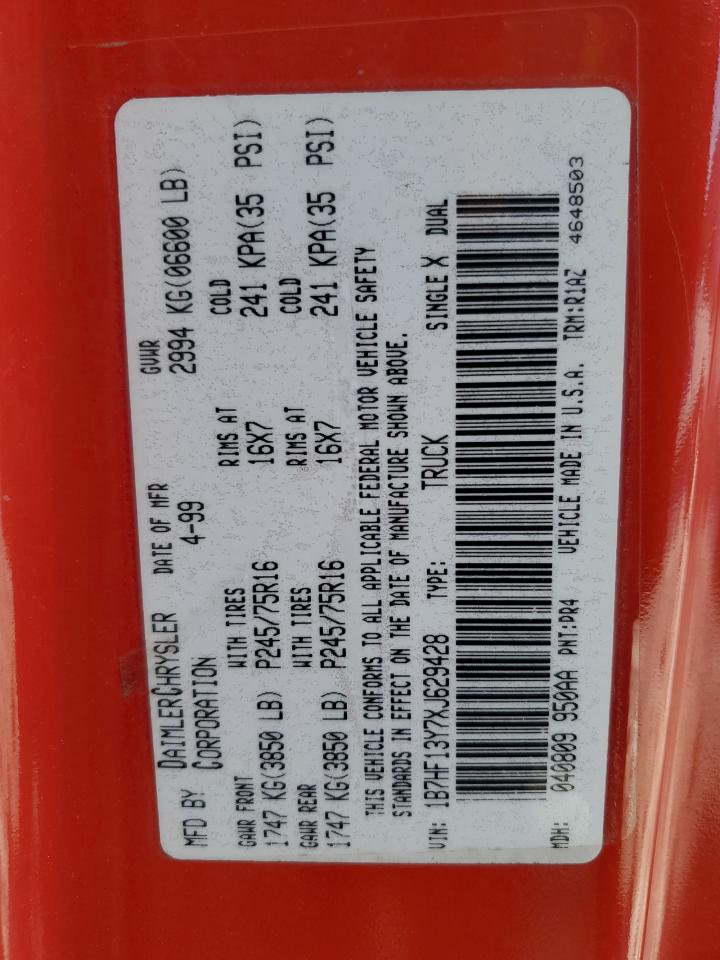 MFD BY DAIMLERCHRYSLER CORPORATION DATE OF MFR 4-99 GVWR 2994 KG(06600 LB)
GAWR FRONT WITH TIRES RIMS AT COLD
1747 KG(3850 LB) P245/75R16 16X7 241 KPA(35 PSI)
GAWR REAR WITH TIRES RIMS AT COLD
1747 KG(3850 LB) P245/75R16 16X7 241 KPA(35 PSI)
THIS VEHICLE CONFORMS TO ALL APPLICABLE FEDERAL MOTOR VEHICLE SAFETY
STANDARDS IN EFFECT ON THE DATE OF MANUFACTURE SHOWN ABOVE.
VIN: 1B7HF13Y7XJ629428 TYPE: TRUCK SINGLE X DUAL
MDH: 040809 950AA PNT:PR4 VEHICLE MADE IN U.S.A. TRM:R1AZ 4648503